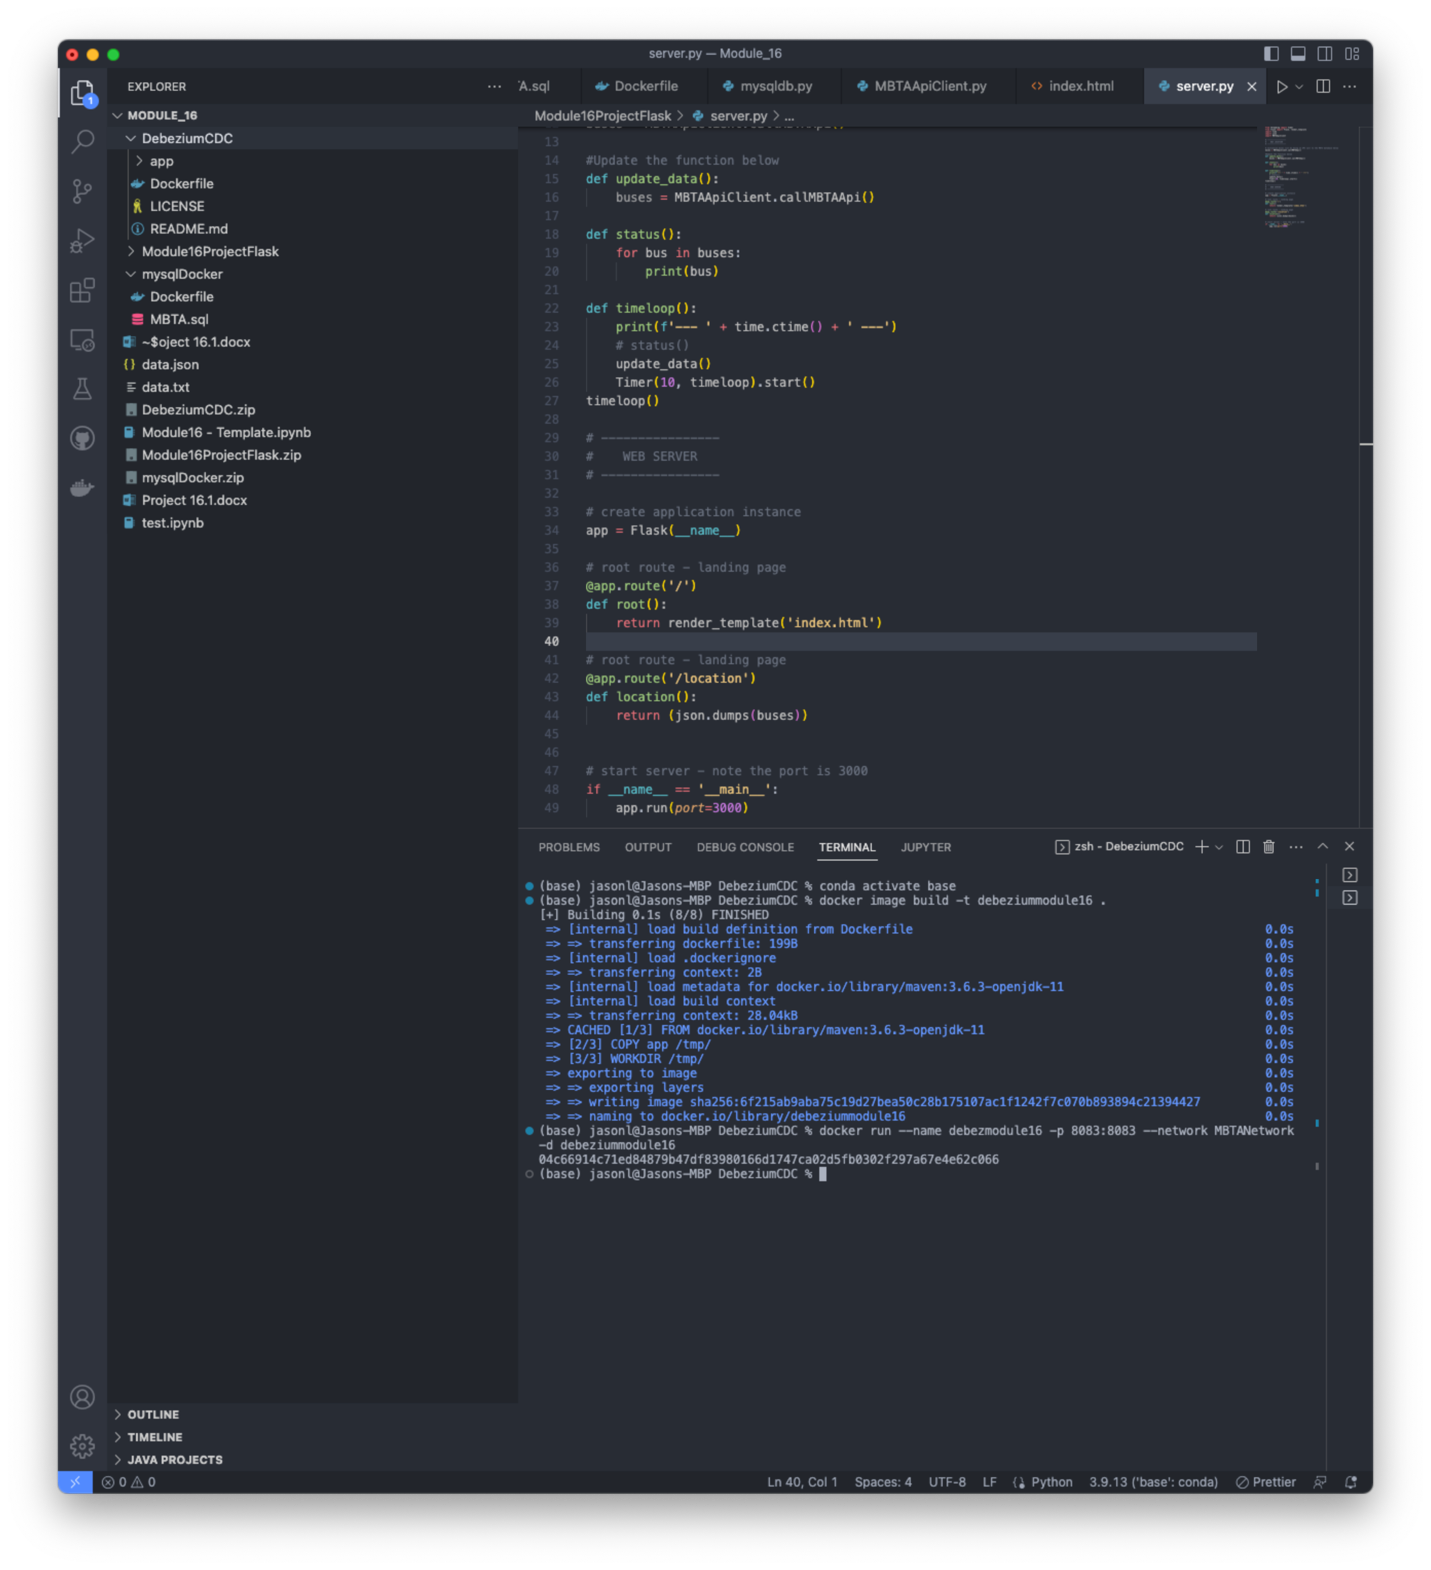 server.py — Module_16
1
EXPLORER
MODULE_16
DebeziumCDC
app
Dockerfile
LICENSE
README.md
Module16ProjectFlask
mysqlDocker
Dockerfile
MBTA.sql
~$oject 16.1.docx
data.json
data.txt
DebeziumCDC.zip
Module16 - Template.ipynb
Module16ProjectFlask.zip
mysqlDocker.zip
Project 16.1.docx
test.ipynb
OUTLINE
TIMELINE
JAVA PROJECTS
A.sql Dockerfile mysqldb.py MBTAApiClient.py index.html server.py
Module16ProjectFlask > server.py > ...
13
14 #Update the function below
15 def update_data():
16 buses = MBTAApiClient.callMBTAApi()
17
18 def status():
19 for bus in buses:
20 print(bus)
21
22 def timeloop():
23 print(f'--- ' + time.ctime() + ' ---')
24 # status()
25 update_data()
26 Timer(10, timeloop).start()
27 timeloop()
28
29 # ----------------
30 # WEB SERVER
31 # ----------------
32
33 # create application instance
34 app = Flask(__name__)
35
36 # root route - landing page
37 @app.route('/')
38 def root():
39 return render_template('index.html')
40
41 # root route - landing page
42 @app.route('/location')
43 def location():
44 return (json.dumps(buses))
45
46
47 # start server - note the port is 3000
48 if __name__ == '__main__':
49 app.run(port=3000)
PROBLEMS OUTPUT DEBUG CONSOLE TERMINAL JUPYTER zsh - DebeziumCDC
(base) jasonl@Jasons-MBP DebeziumCDC % conda activate base
(base) jasonl@Jasons-MBP DebeziumCDC % docker image build -t debeziummodule16 .
[+] Building 0.1s (8/8) FINISHED
=> [internal] load build definition from Dockerfile 0.0s
=> => transferring dockerfile: 199B 0.0s
=> [internal] load .dockerignore 0.0s
=> => transferring context: 2B 0.0s
=> [internal] load metadata for docker.io/library/maven:3.6.3-openjdk-11 0.0s
=> [internal] load build context 0.0s
=> => transferring context: 28.04kB 0.0s
=> CACHED [1/3] FROM docker.io/library/maven:3.6.3-openjdk-11 0.0s
=> [2/3] COPY app /tmp/ 0.0s
=> [3/3] WORKDIR /tmp/ 0.0s
=> exporting to image 0.0s
=> => exporting layers 0.0s
=> => writing image sha256:6f215ab9aba75c19d27bea50c28b175107ac1f1242f7c070b893894c21394427 0.0s
=> => naming to docker.io/library/debeziummodule16 0.0s
(base) jasonl@Jasons-MBP DebeziumCDC % docker run --name debezmodule16 -p 8083:8083 --network MBTANetwork
-d debeziummodule16
04c66914c71ed84879b47df83980166d1747ca02d5fb0302f297a67e4e62c066
(base) jasonl@Jasons-MBP DebeziumCDC %
0 0 Ln 40, Col 1 Spaces: 4 UTF-8 LF Python 3.9.13 ('base': conda) Prettier